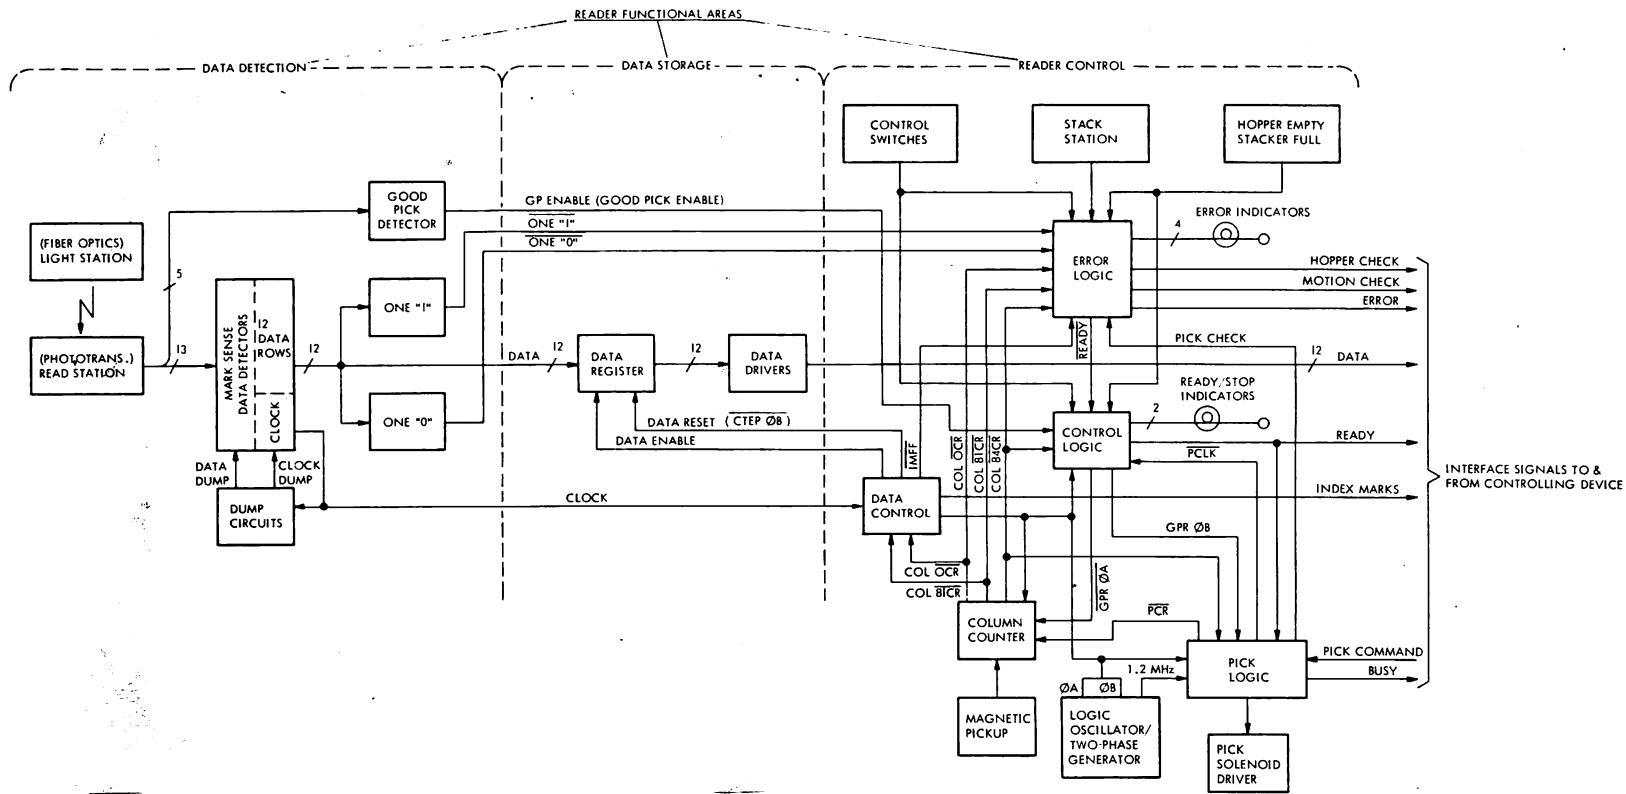 READER FUNCTIONAL AREAS
DATA DETECTION
DATA STORAGE
READER CONTROL
CONTROL
SWITCHES
STACK
STATION
HOPPER EMPTY
STACKER FULL
GOOD
PICK
DETECTOR
GP ENABLE (GOOD PICK ENABLE)
ONE "1"
ONE "0"
4
ERROR INDICATORS
(FIBER OPTICS)
LIGHT STATION
5
ERROR
LOGIC
HOPPER CHECK
MOTION CHECK
ERROR
MARK SENSE
DATA DETECTORS
12
DATA
ROWS
CLOCK
ONE "1"
READY
PICK CHECK
(PHOTOTRANS.)
READ STATION
13
12
DATA
12
DATA
REGISTER
12
DATA
DRIVERS
12
DATA
READY/STOP
INDICATORS
2
ONE "0"
DATA RESET (CTEP ØB)
DATA ENABLE
IMFF
COL OCR
COL 81CR
COL 84CR
CONTROL
LOGIC
READY
PCLK
DATA
DUMP
CLOCK
DUMP
INTERFACE SIGNALS TO &
FROM CONTROLLING DEVICE
DUMP
CIRCUITS
CLOCK
DATA
CONTROL
INDEX MARKS
GPR ØB
COL OCR
COL 81CR
GPR ØA
PCR
COLUMN
COUNTER
PICK
LOGIC
PICK COMMAND
BUSY
1.2 MHz
ØA ØB
MAGNETIC
PICKUP
LOGIC
OSCILLATOR/
TWO-PHASE
GENERATOR
PICK
SOLENOID
DRIVER